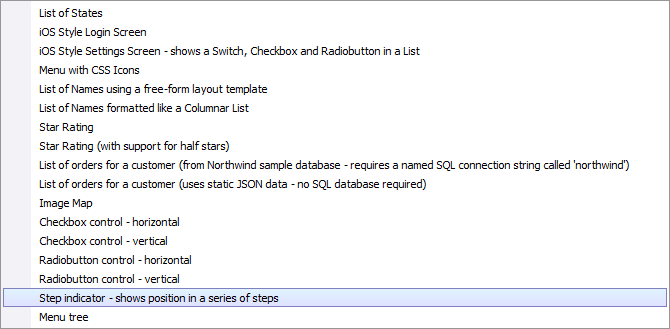 List of States
iOS Style Login Screen
iOS Style Settings Screen - shows a Switch, Checkbox and Radiobutton in a List
Menu with CSS Icons
List of Names using a free-form layout template
List of Names formatted like a Columnar List
Star Rating
Star Rating (with support for half stars)
List of orders for a customer (from Northwind sample database - requires a named SQL connection string called 'northwind')
List of orders for a customer (uses static JSON data - no SQL database required)
Image Map
Checkbox control - horizontal
Checkbox control - vertical
Radiobutton control - horizontal
Radiobutton control - vertical
Step indicator - shows position in a series of steps
Menu tree